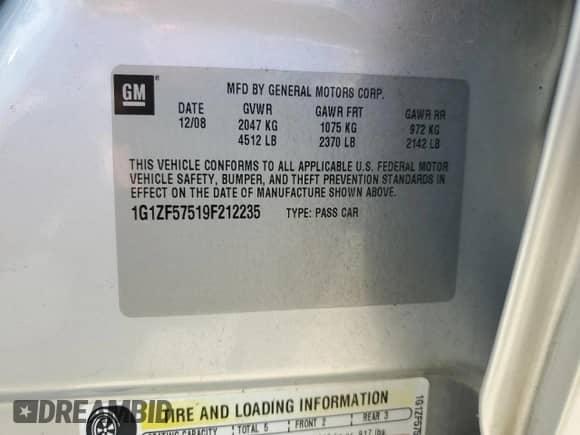 GM
MFD BY GENERAL MOTORS CORP.
DATE GVWR GAWR FRT GAWR RR
12/08 2047 KG 1075 KG 972 KG
4512 LB 2370 LB 2142 LB
THIS VEHICLE CONFORMS TO ALL APPLICABLE U.S. FEDERAL MOTOR
VEHICLE SAFETY, BUMPER, AND THEFT PREVENTION STANDARDS IN
EFFECT ON THE DATE OF MANUFACTURE SHOWN ABOVE.
1G1ZF57519F212235 TYPE: PASS CAR
TIRE AND LOADING INFORMATION
SEATING CAPACITY TOTAL 5 FRONT 2 REAR 3
1G1ZF575
DREAMBID